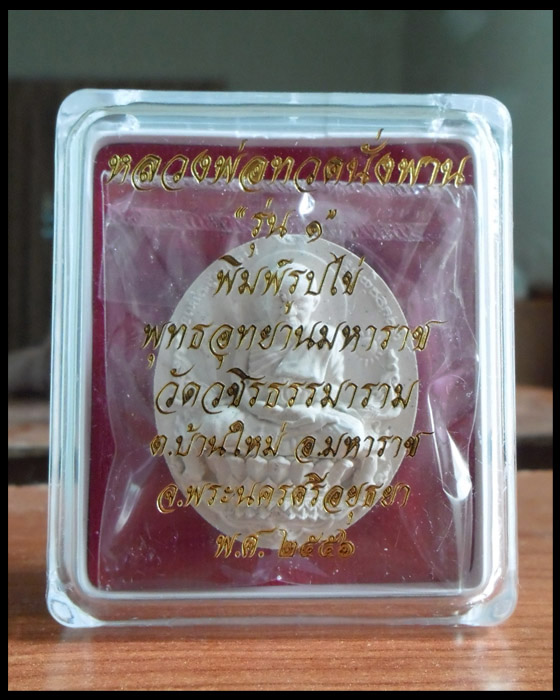 หลวงพ่อทวดนั่งพาน
"รุ่น ๑"
พิมพ์รูปไข่
พุทธอุทยานมหาราช
วัดวชิรธรรมาราม
ต.บ้านใหม่ อ.มหาราช
จ.พระนครศรีอยุธยา
พ.ศ.